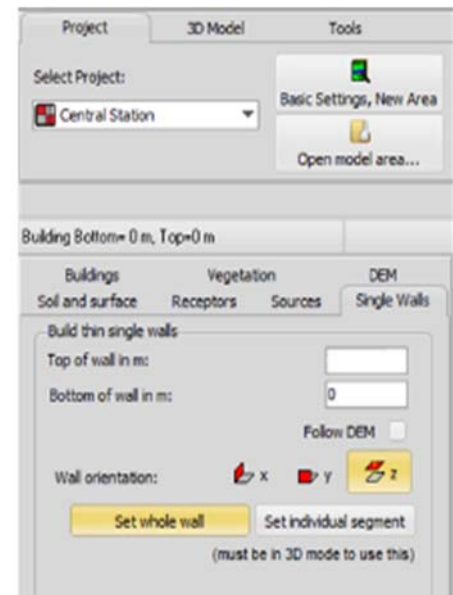 Project 3D Model Tools
Select Project:
Central Station
Basic Settings, New Area
Open model area...
Building Bottom= 0 m, Top=0 m
Buildings Vegetation DEM
Soil and surface Receptors Sources Single Walls
Build thin single walls
Top of wall in m:
Bottom of wall in m: 0
Follow DEM
Wall orientation: x y z
Set whole wall Set individual segment
(must be in 3D mode to use this)